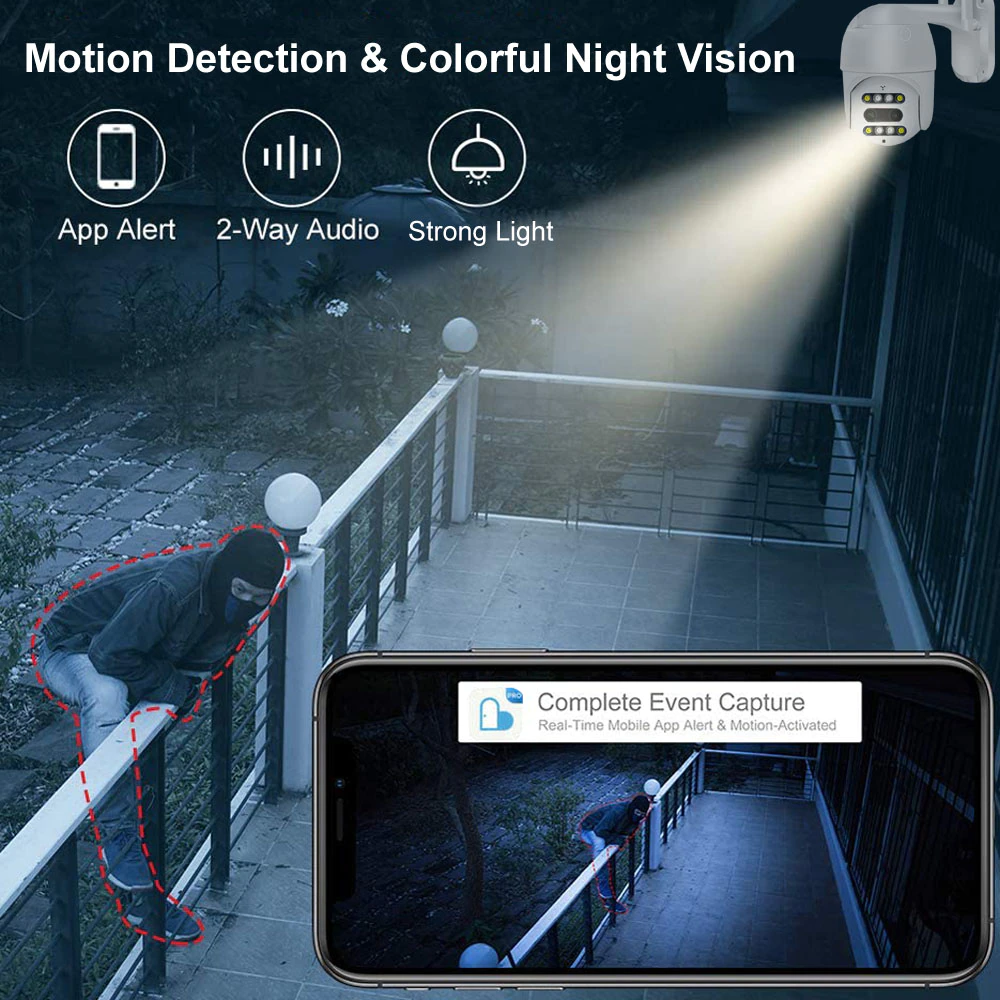 Motion Detection & Colorful Night Vision
App Alert
2-Way Audio
Strong Light
PRO
Complete Event Capture
Real-Time Mobile App Alert & Motion-Activated